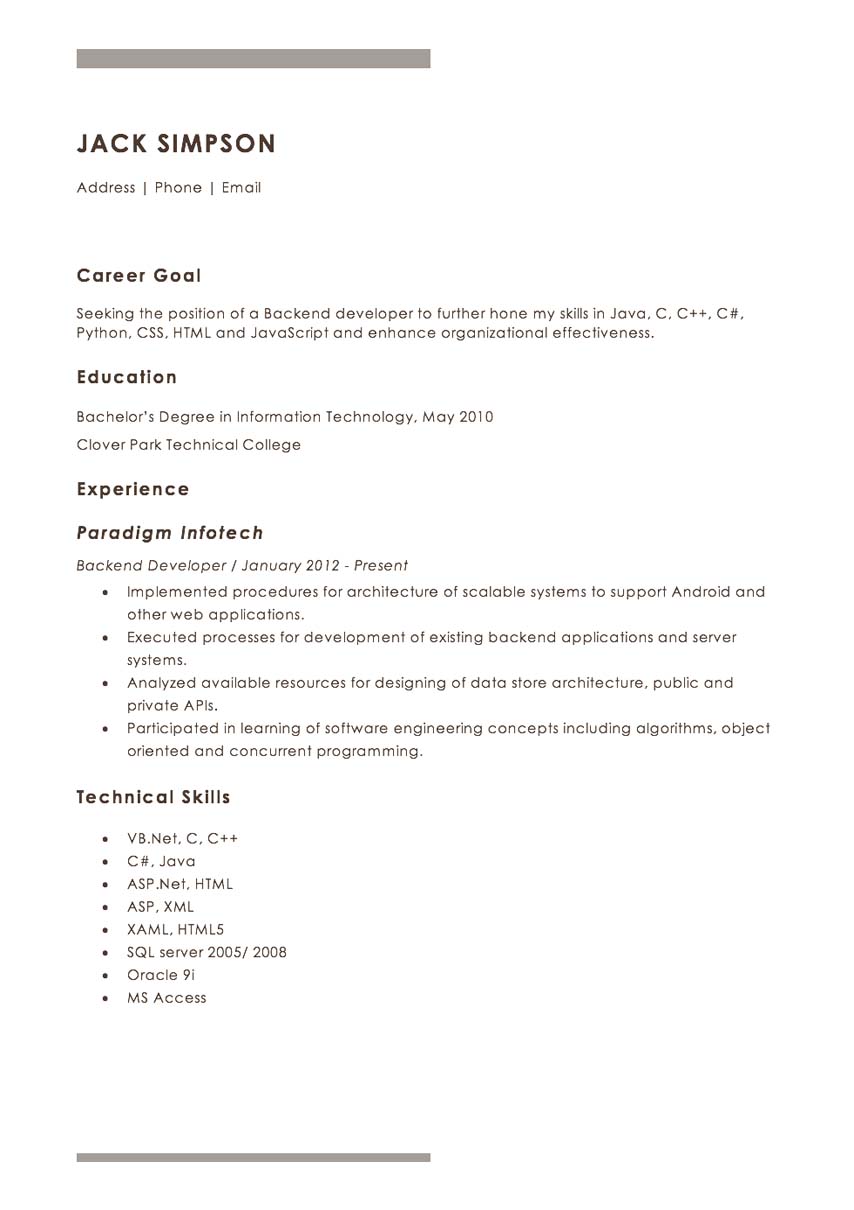 JACK SIMPSON
Address | Phone | Email
Career Goal
Seeking the position of a Backend developer to further hone my skills in Java, C, C++, C#,
Python, CSS, HTML and JavaScript and enhance organizational effectiveness.
Education
Bachelor’s Degree in Information Technology, May 2010
Clover Park Technical College
Experience
Paradigm Infotech
Backend Developer / January 2012 - Present
• Implemented procedures for architecture of scalable systems to support Android and
other web applications.
• Executed processes for development of existing backend applications and server
systems.
• Analyzed available resources for designing of data store architecture, public and
private APIs.
• Participated in learning of software engineering concepts including algorithms, object
oriented and concurrent programming.
Technical Skills
• VB.Net, C, C++
• C#, Java
• ASP.Net, HTML
• ASP, XML
• XAML, HTML5
• SQL server 2005/ 2008
• Oracle 9i
• MS Access